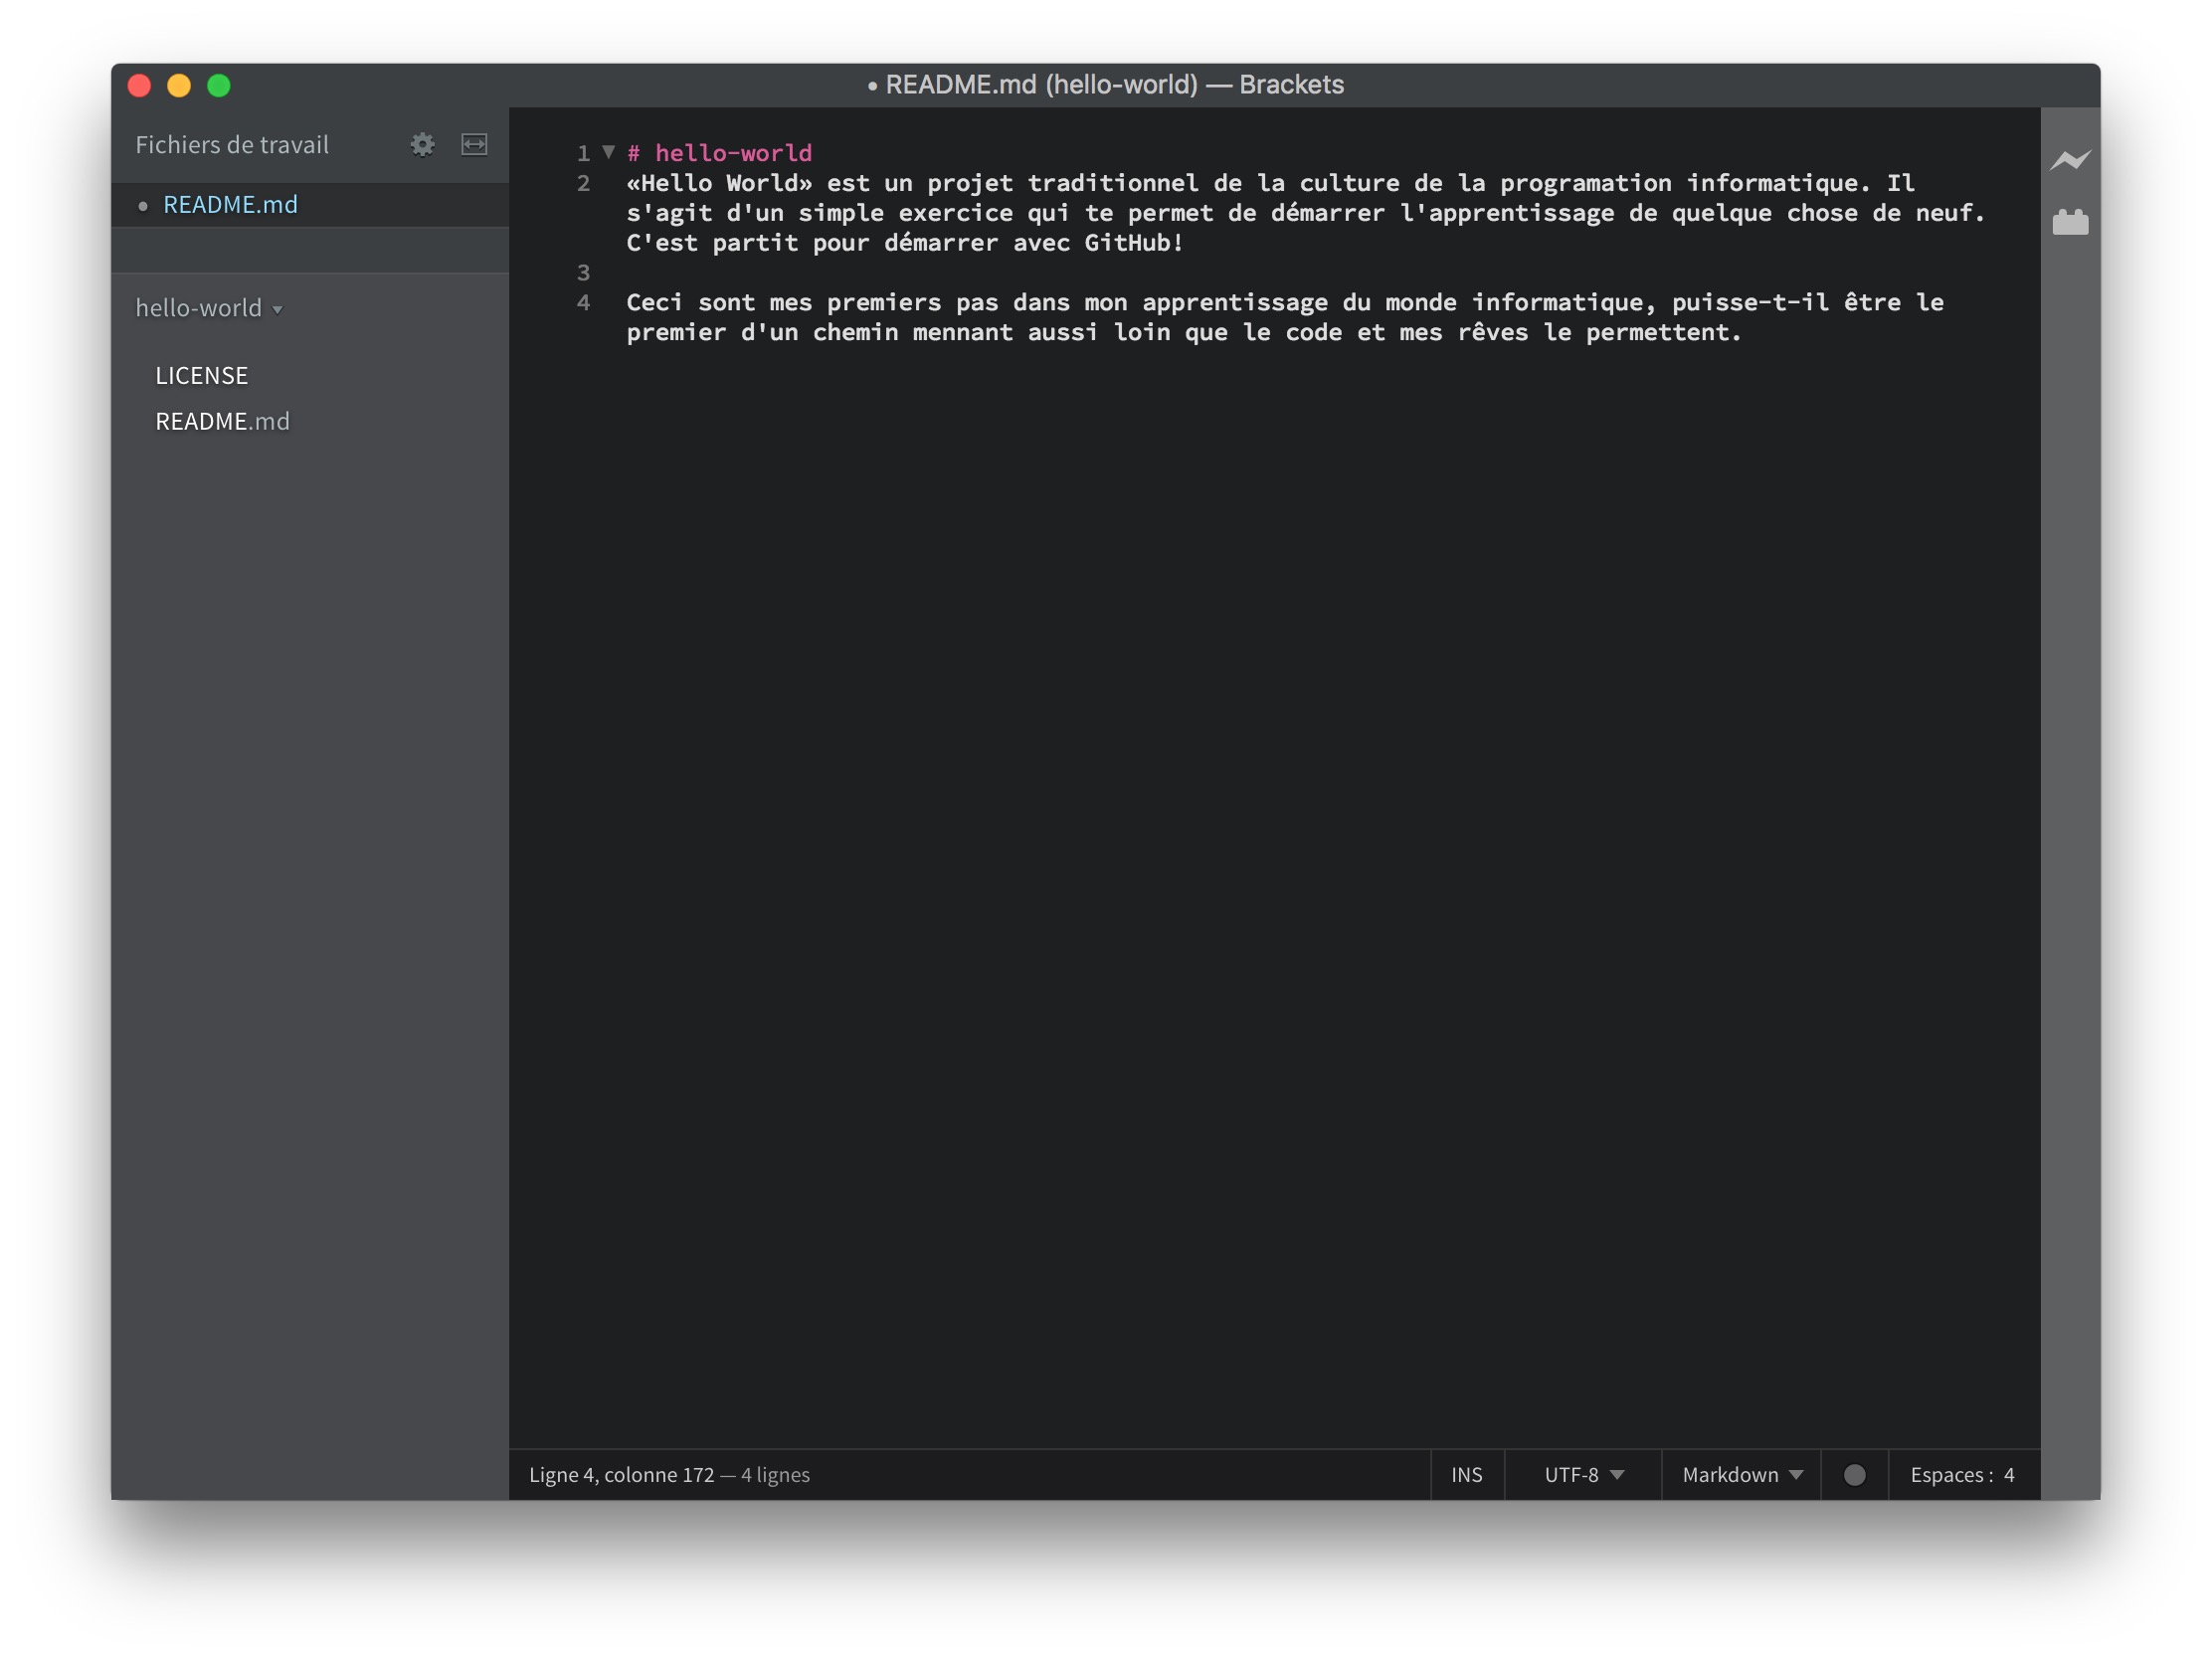 • README.md (hello-world) — Brackets
Fichiers de travail
• README.md
hello-world
LICENSE
README.md
1 # hello-world
2 «Hello World» est un projet traditionnel de la culture de la programation informatique. Il
s'agit d'un simple exercice qui te permet de démarrer l'apprentissage de quelque chose de neuf.
C'est partit pour démarrer avec GitHub!
3
4 Ceci sont mes premiers pas dans mon apprentissage du monde informatique, puisse-t-il être le
premier d'un chemin mennant aussi loin que le code et mes rêves le permettent.
Ligne 4, colonne 172 — 4 lignes
INS
UTF-8
Markdown
Espaces : 4